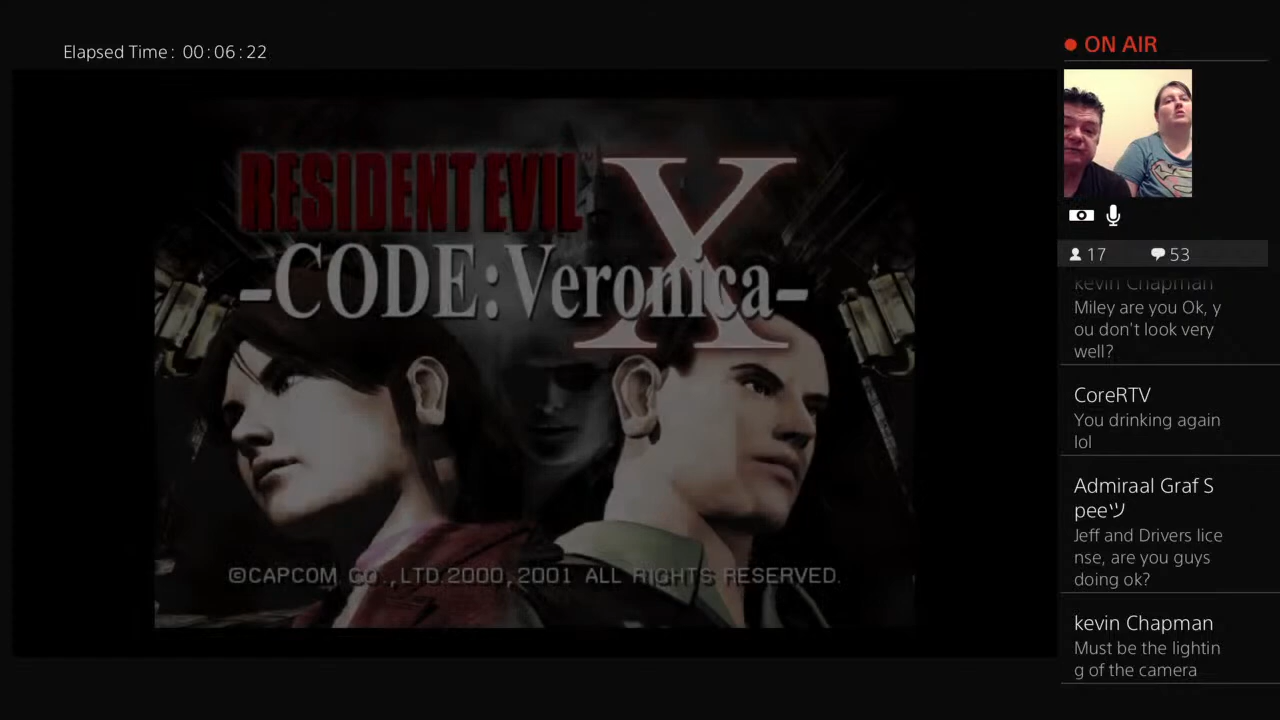 Elapsed Time: 00:06:22
ON AIR
RESIDENT EVIL™
X
-CODE:Veronica-
©CAPCOM CO.,LTD.2000,2001 ALL RIGHTS RESERVED.
17 53
kevin Chapman
Miley are you Ok, y
ou don't look very
well?
CoreRTV
You drinking again
lol
Admiraal Graf S
peeツ
Jeff and Drivers lice
nse, are you guys
doing ok?
kevin Chapman
Must be the lightin
g of the camera